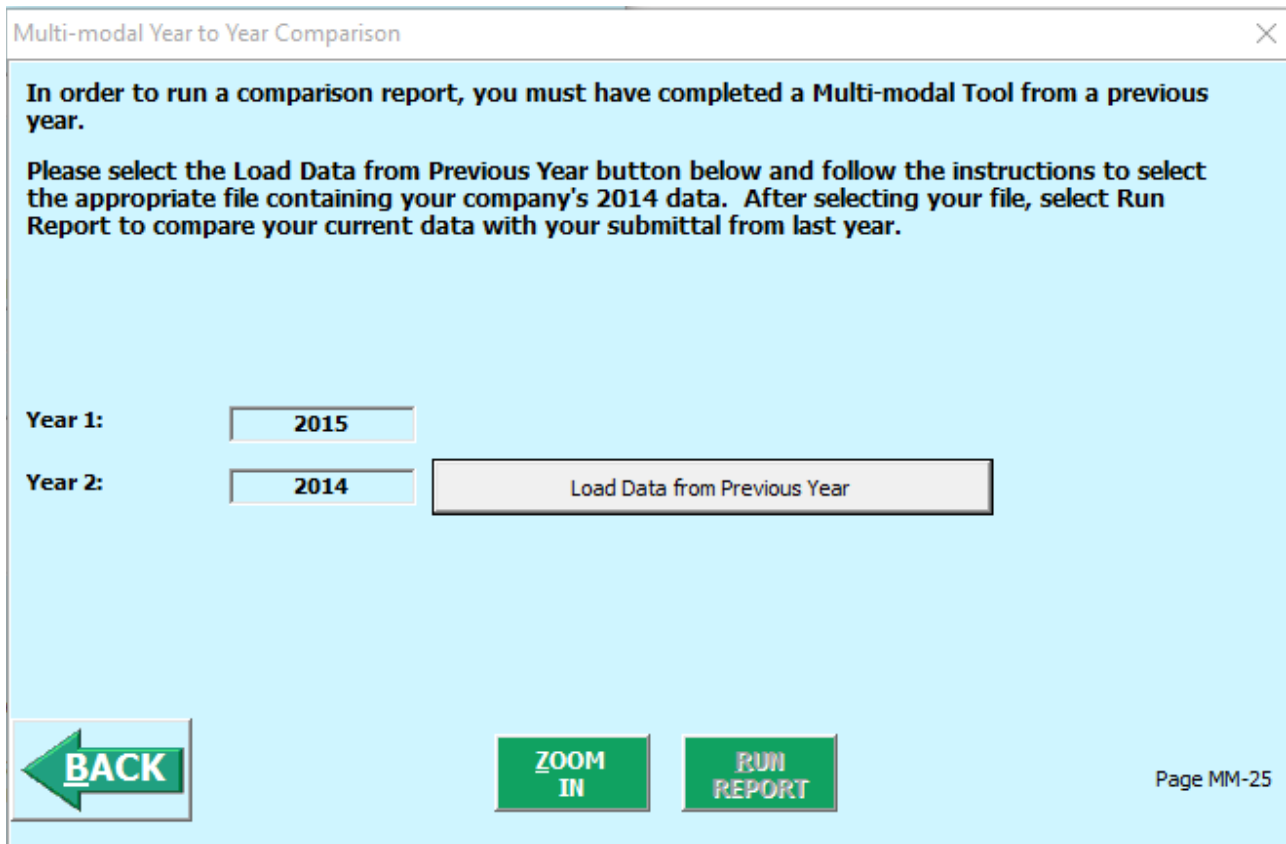 Multi-modal Year to Year Comparison
In order to run a comparison report, you must have completed a Multi-modal Tool from a previous
year.
Please select the Load Data from Previous Year button below and follow the instructions to select
the appropriate file containing your company's 2014 data.  After selecting your file, select Run
Report to compare your current data with your submittal from last year.
Year 1:
2015
Year 2:
2014
Load Data from Previous Year
BACK
ZOOM
IN
RUN
REPORT
Page MM-25